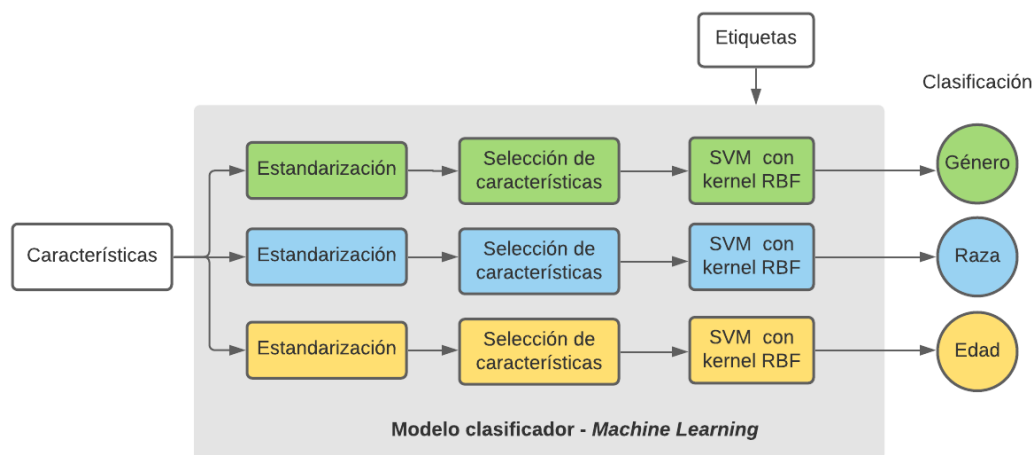 Etiquetas
Clasificación
Estandarización
Selección de
características
SVM con
kernel RBF
Género
Características
Estandarización
Selección de
características
SVM con
kernel RBF
Raza
Estandarización
Selección de
características
SVM con
kernel RBF
Edad
Modelo clasificador - Machine Learning